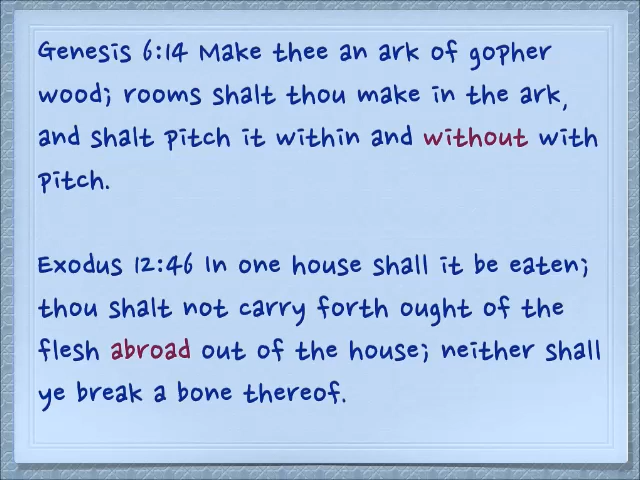 Genesis 6:14 Make thee an ark of gopher
wood; rooms shalt thou make in the ark,
and shalt pitch it within and without with
pitch.
Exodus 12:46 In one house shall it be eaten;
thou shalt not carry forth ought of the
flesh abroad out of the house; neither shall
ye break a bone thereof.